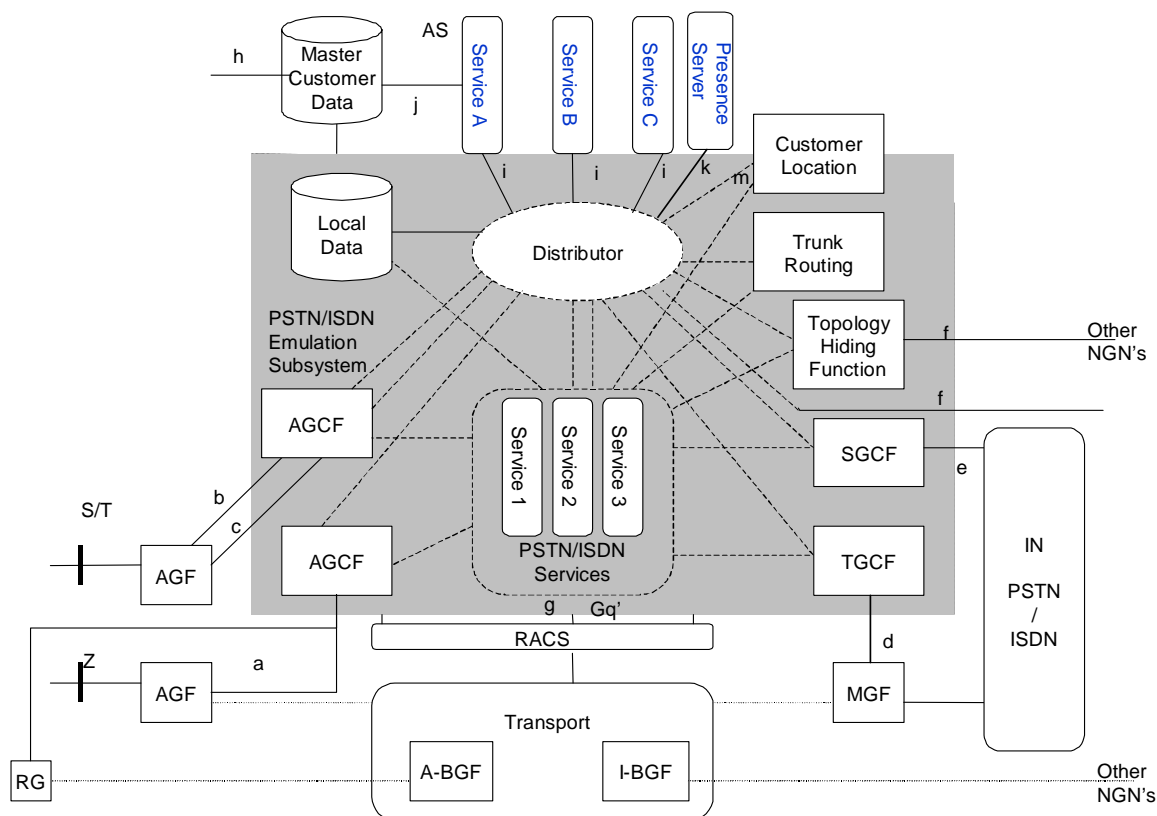 AS
h
Master
Customer
Data
j
Service A
Service B
Service C
Presence
Server
Customer
Location
i
i
i
k
m
Local
Data
Distributor
Trunk
Routing
PSTN/ISDN
Emulation
Subsystem
Topology
Hiding
Function
f
Other
NGN's
f
AGCF
Service 1
Service 2
Service 3
SGCF
e
b
c
S/T
AGF
AGCF
PSTN/ISDN
Services
TGCF
IN
PSTN
/
ISDN
g
Gq'
RACS
d
Z
a
AGF
MGF
Transport
RG
A-BGF
I-BGF
Other
NGN's